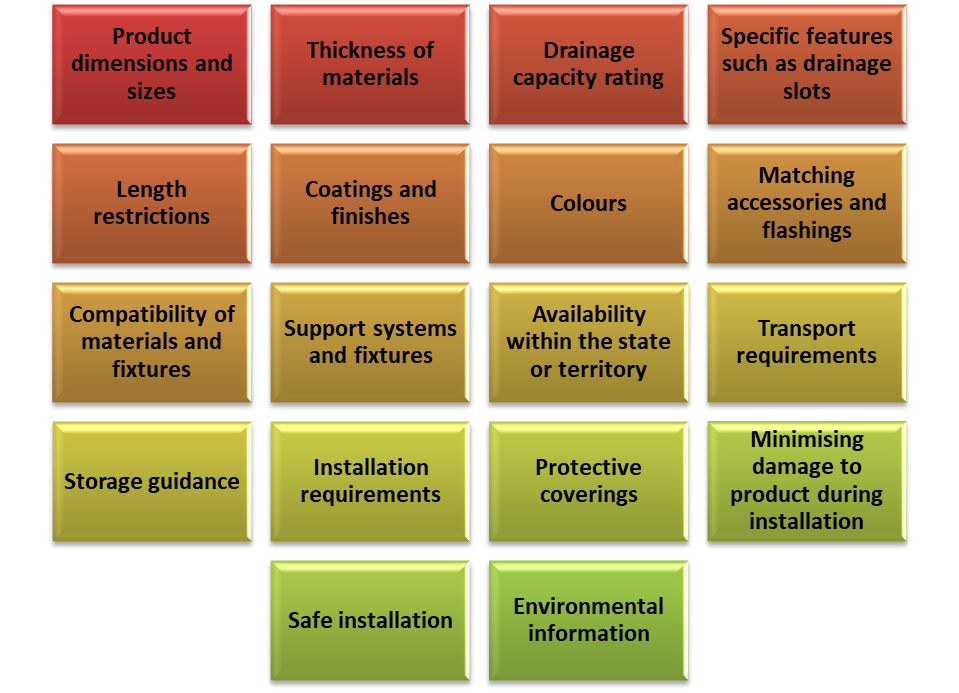 Product
dimensions and
sizes
Thickness of
materials
Drainage
capacity rating
Specific features
such as drainage
slots
Length
restrictions
Coatings and
finishes
Colours
Matching
accessories and
flashings
Compatibility of
materials and
fixtures
Support systems
and fixtures
Availability
within the state
or territory
Transport
requirements
Storage guidance
Installation
requirements
Protective
coverings
Minimising
damage to
product during
installation
Safe installation
Environmental
information